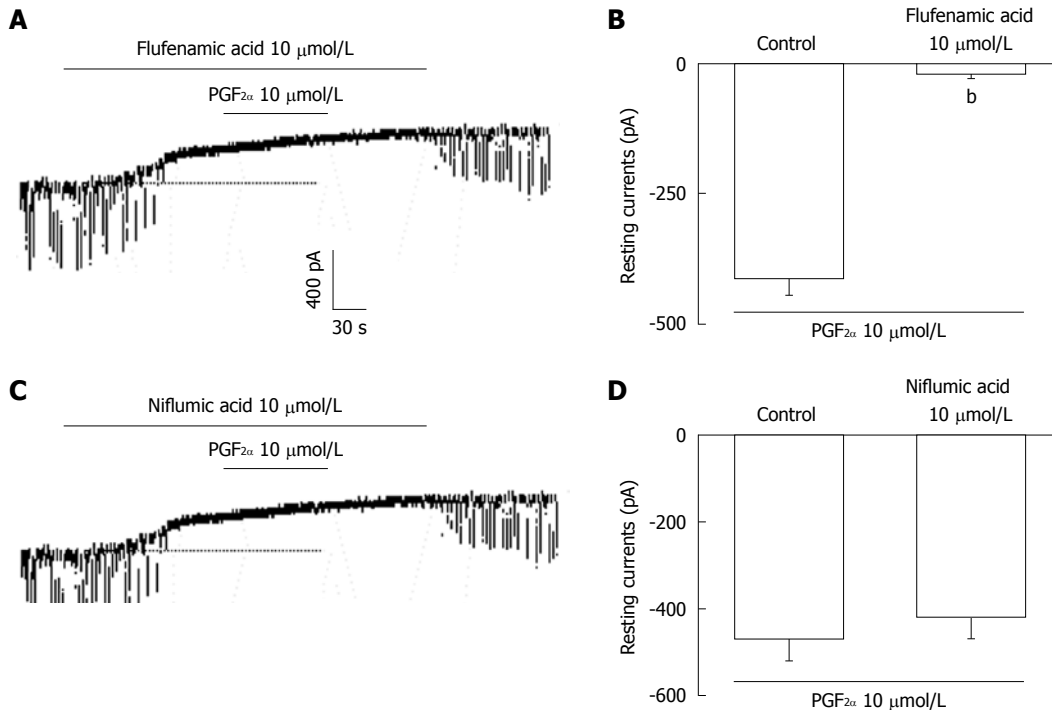 A
Flufenamic acid 10 μmol/L
PGF2α 10 μmol/L
400 pA
30 s
B
Flufenamic acid
Control 10 μmol/L
0
-250
-500
Resting currents (pA)
b
PGF2α 10 μmol/L
C
Niflumic acid 10 μmol/L
PGF2α 10 μmol/L
D
Niflumic acid
Control 10 μmol/L
0
-200
-400
-600
Resting currents (pA)
PGF2α 10 μmol/L